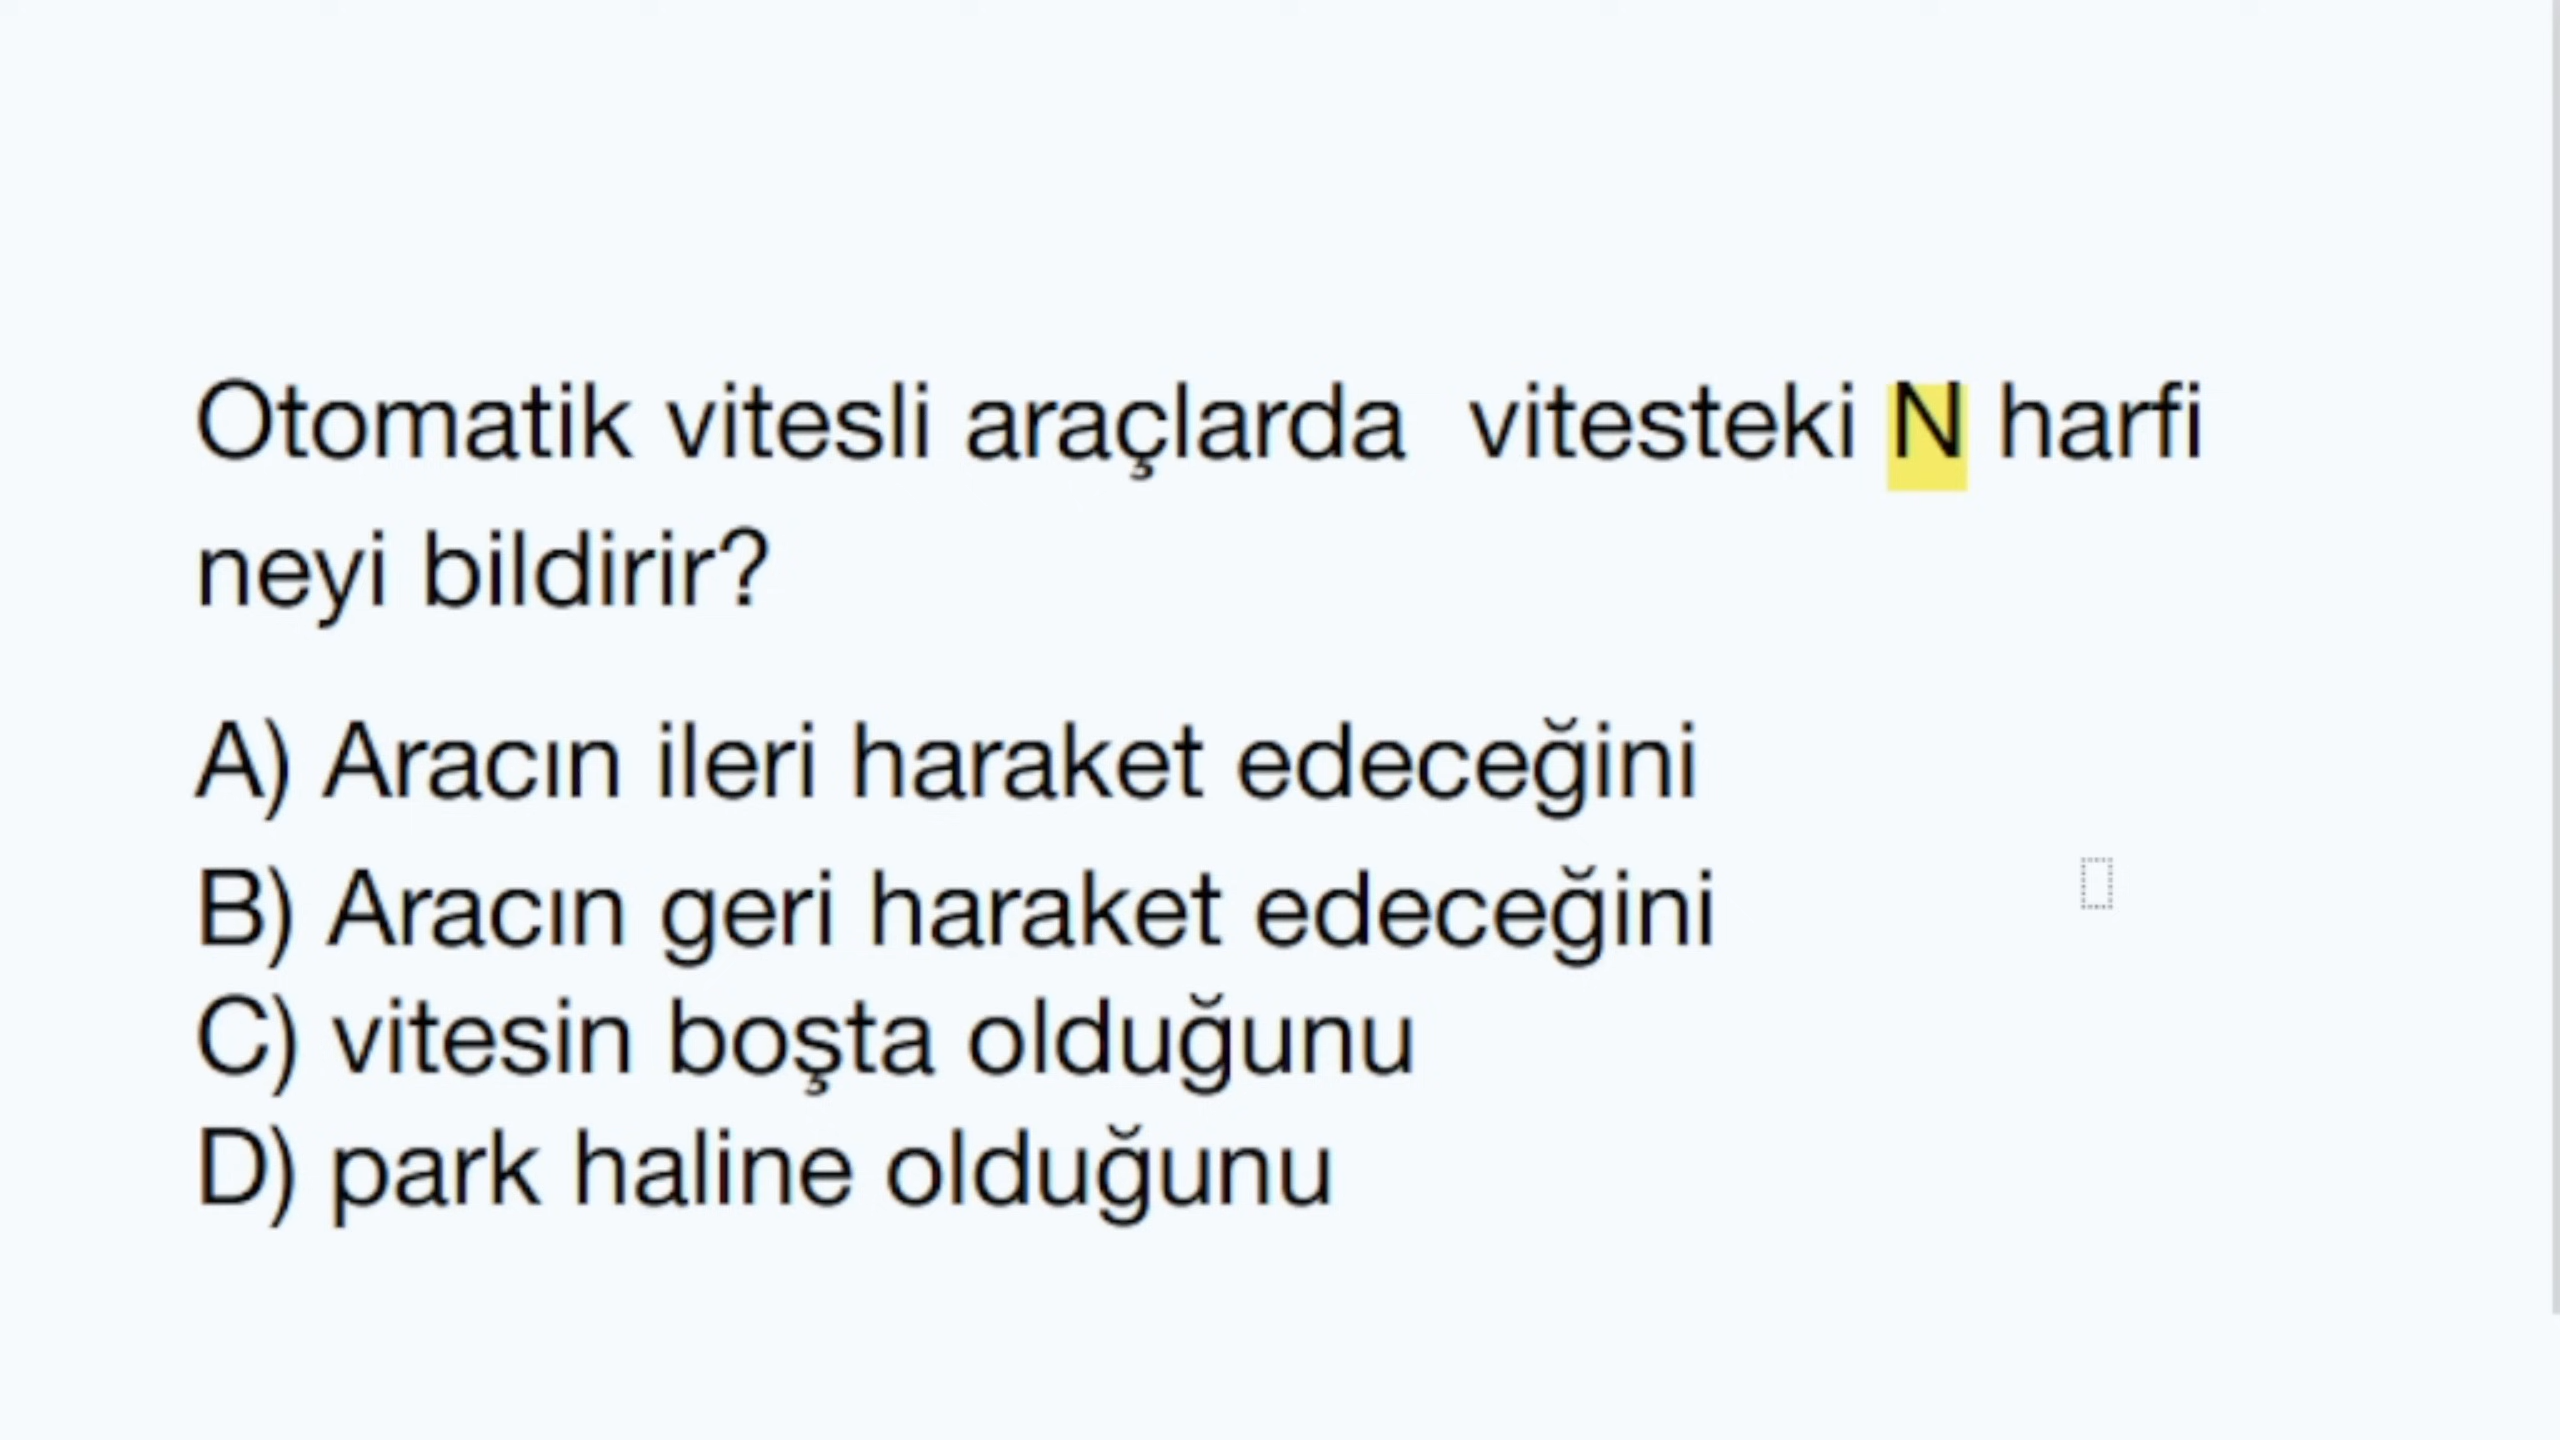 Otomatik vitesli araçlarda  vitesteki N harfi
neyi bildirir?
A) Aracın ileri haraket edeceğini
B) Aracın geri haraket edeceğini
C) vitesin boşta olduğunu
D) park haline olduğunu